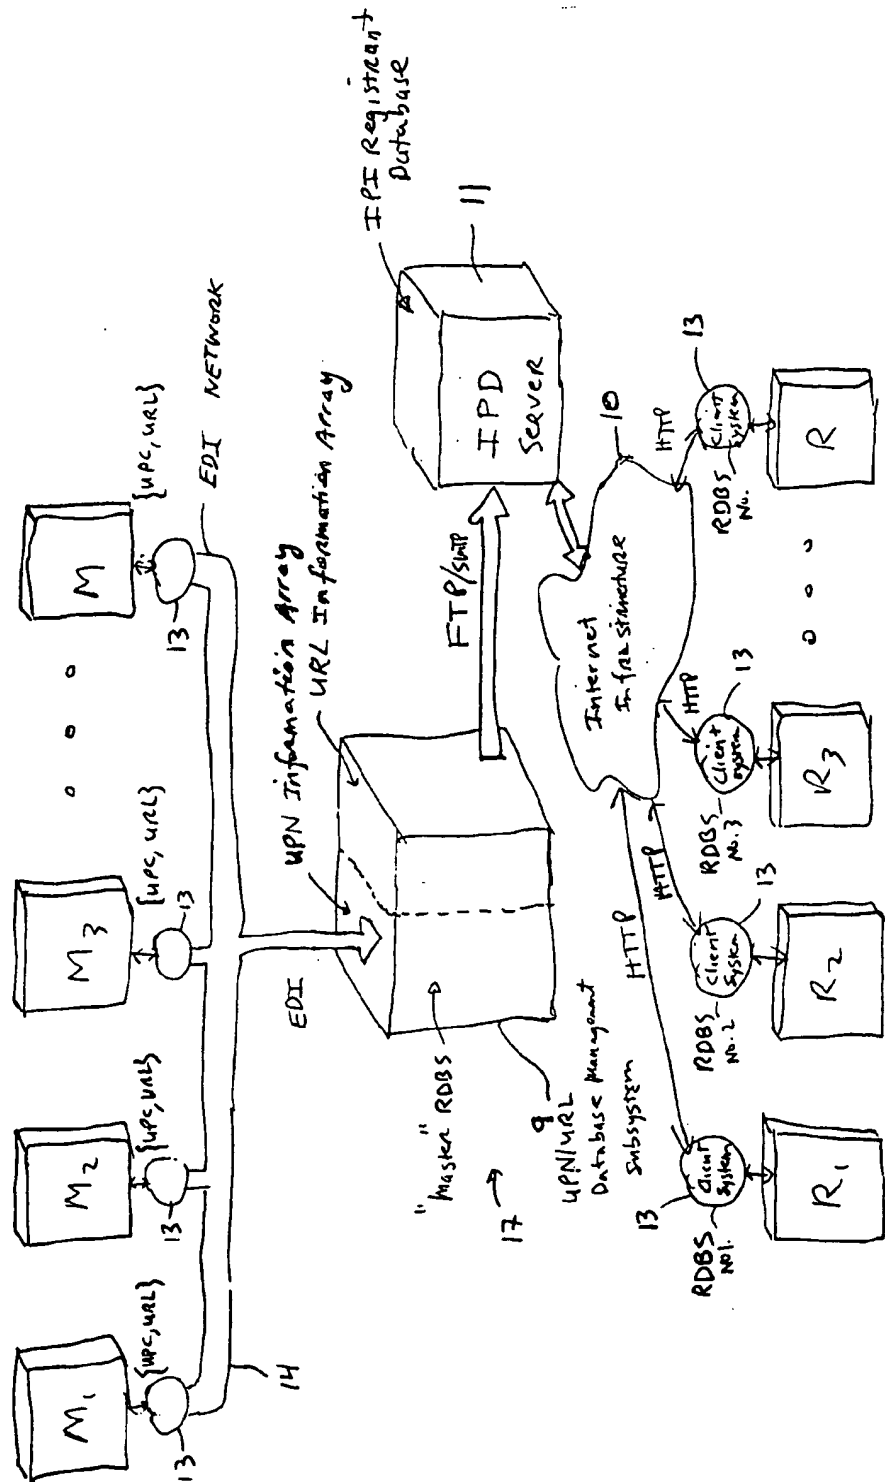 M1
M2
M3
M
{UPC, URL}
{UPC, URL}
{UPC, URL}
{UPC, URL}
13
13
13
13
14
EDI NETWORK
EDI
UPN Information Array
URL Information Array
"Master" RDBS
17
9
UPN/URL
Database Management
Subsystem
FTP/SMTP
IPI Registrant
Database
IPD
Server
11
Internet
Infrastructure
10
HTTP
HTTP
HTTP
HTTP
13
Client
System
RDBS
No1.
13
Client
System
RDBS
No.2
13
Client
System
RDBS
No.3
13
Client
System
RDBS
No.
R1
R2
R3
R